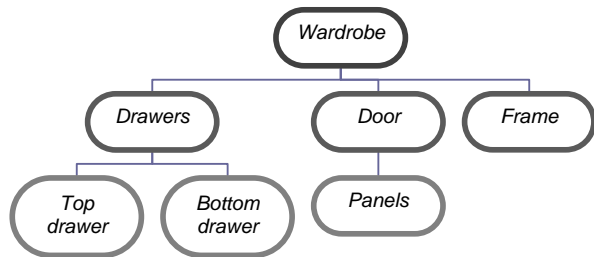 Wardrobe
Drawers
Door
Frame
Top
drawer
Bottom
drawer
Panels